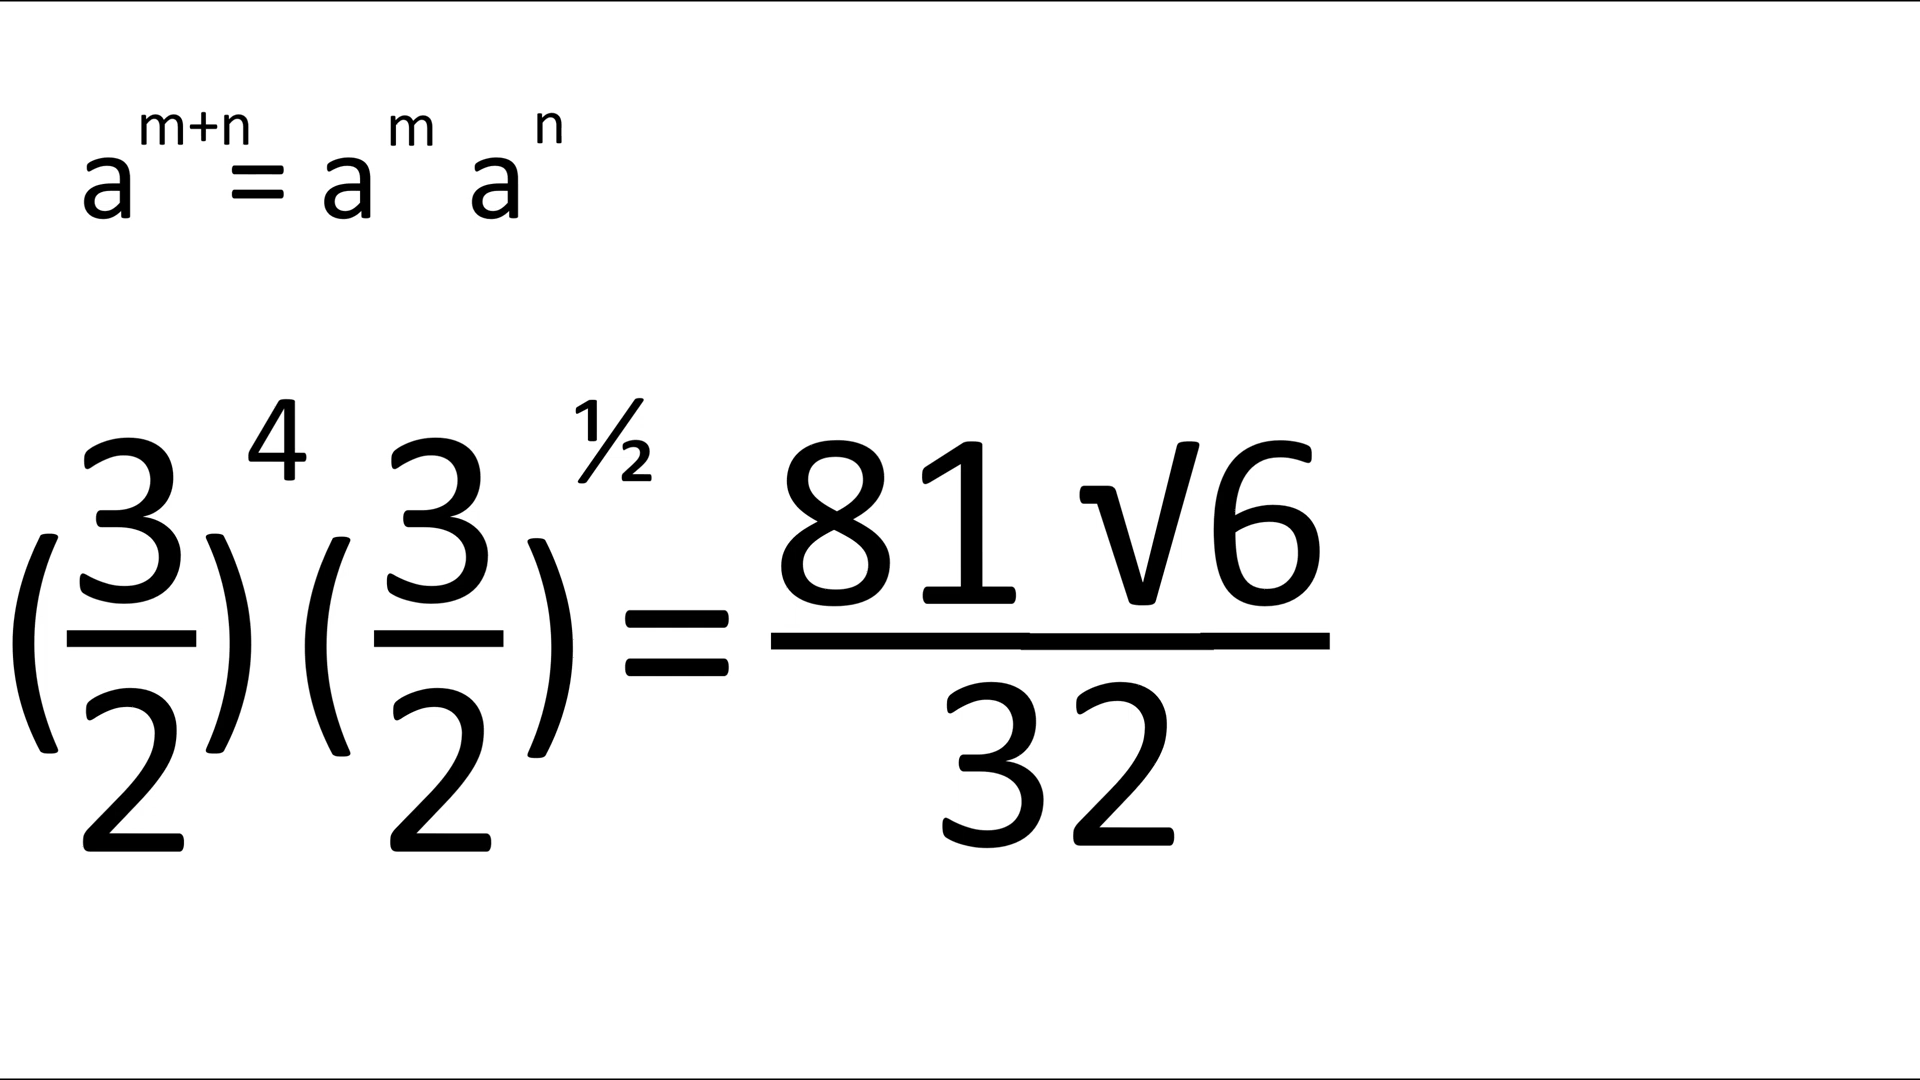 a^(m+n) = a^m a^n
(3/2)^4 (3/2)^½ = 81 √6/32